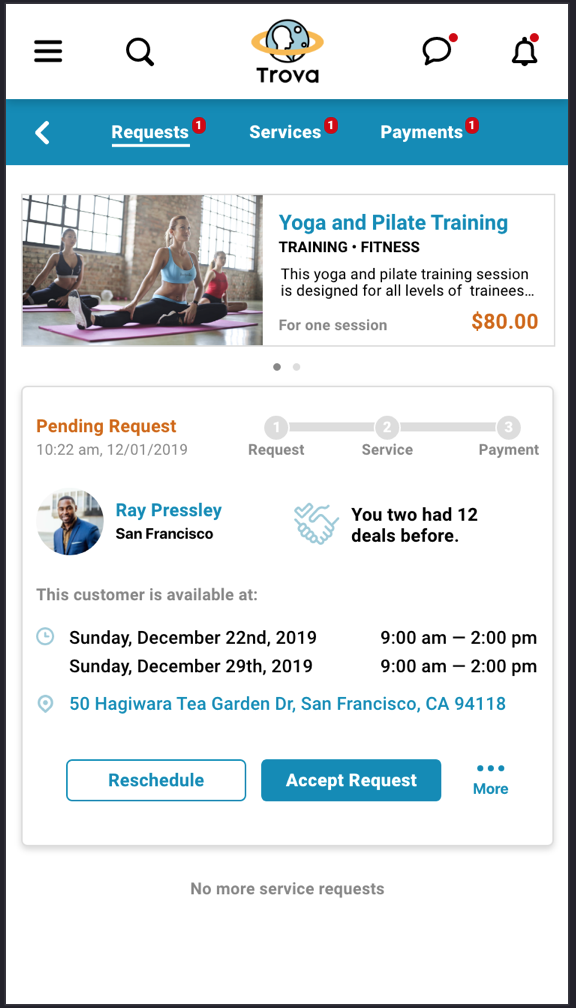 Trova
Requests 1 Services 1 Payments 1
Yoga and Pilate Training
TRAINING • FITNESS
This yoga and pilate training session
is designed for all levels of trainees...
For one session $80.00
Pending Request
10:22 am, 12/01/2019
1 2 3
Request Service Payment
Ray Pressley
San Francisco
You two had 12
deals before.
This customer is available at:
Sunday, December 22nd, 2019 9:00 am — 2:00 pm
Sunday, December 29th, 2019 9:00 am — 2:00 pm
50 Hagiwara Tea Garden Dr, San Francisco, CA 94118
Reschedule Accept Request More
No more service requests